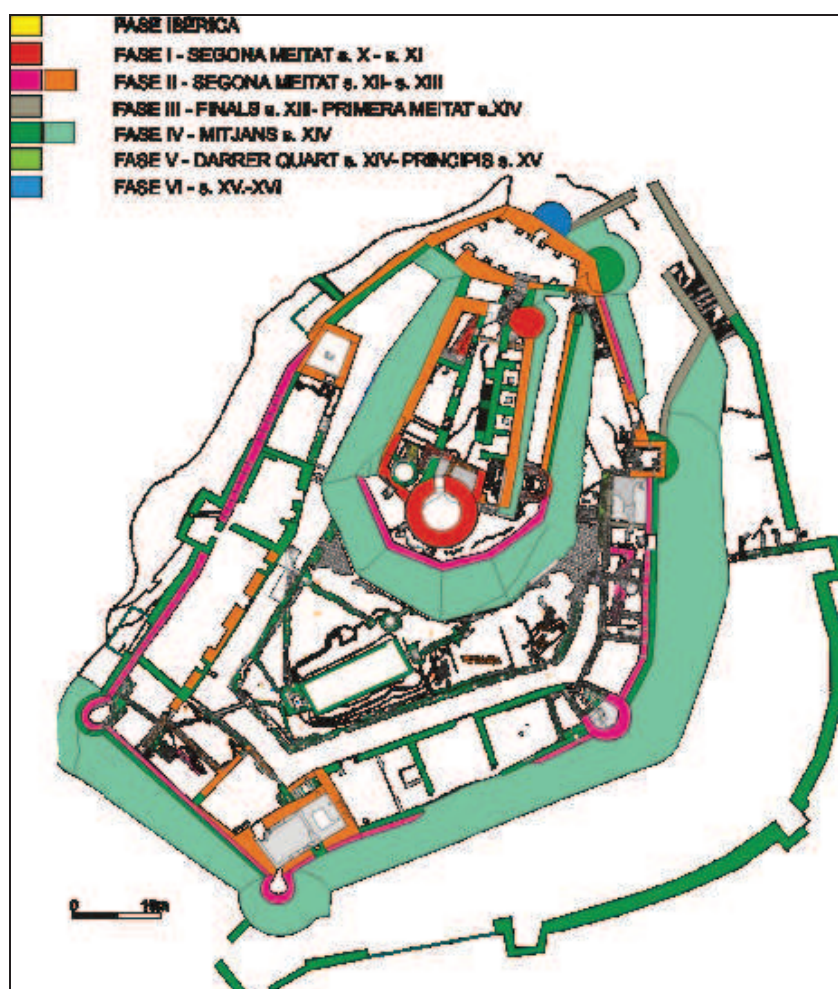 FASE IBÈRICA
FASE I - SEGONA MEITAT s. X - s. XI
FASE II - SEGONA MEITAT s. XII- s. XIII
FASE III - FINALS s. XIII- PRIMERA MEITAT s.XIV
FASE IV - MITJANS s. XIV
FASE V - DARRER QUART s. XIV- PRINCIPIS s. XV
FASE VI - s. XV.-XVI
0